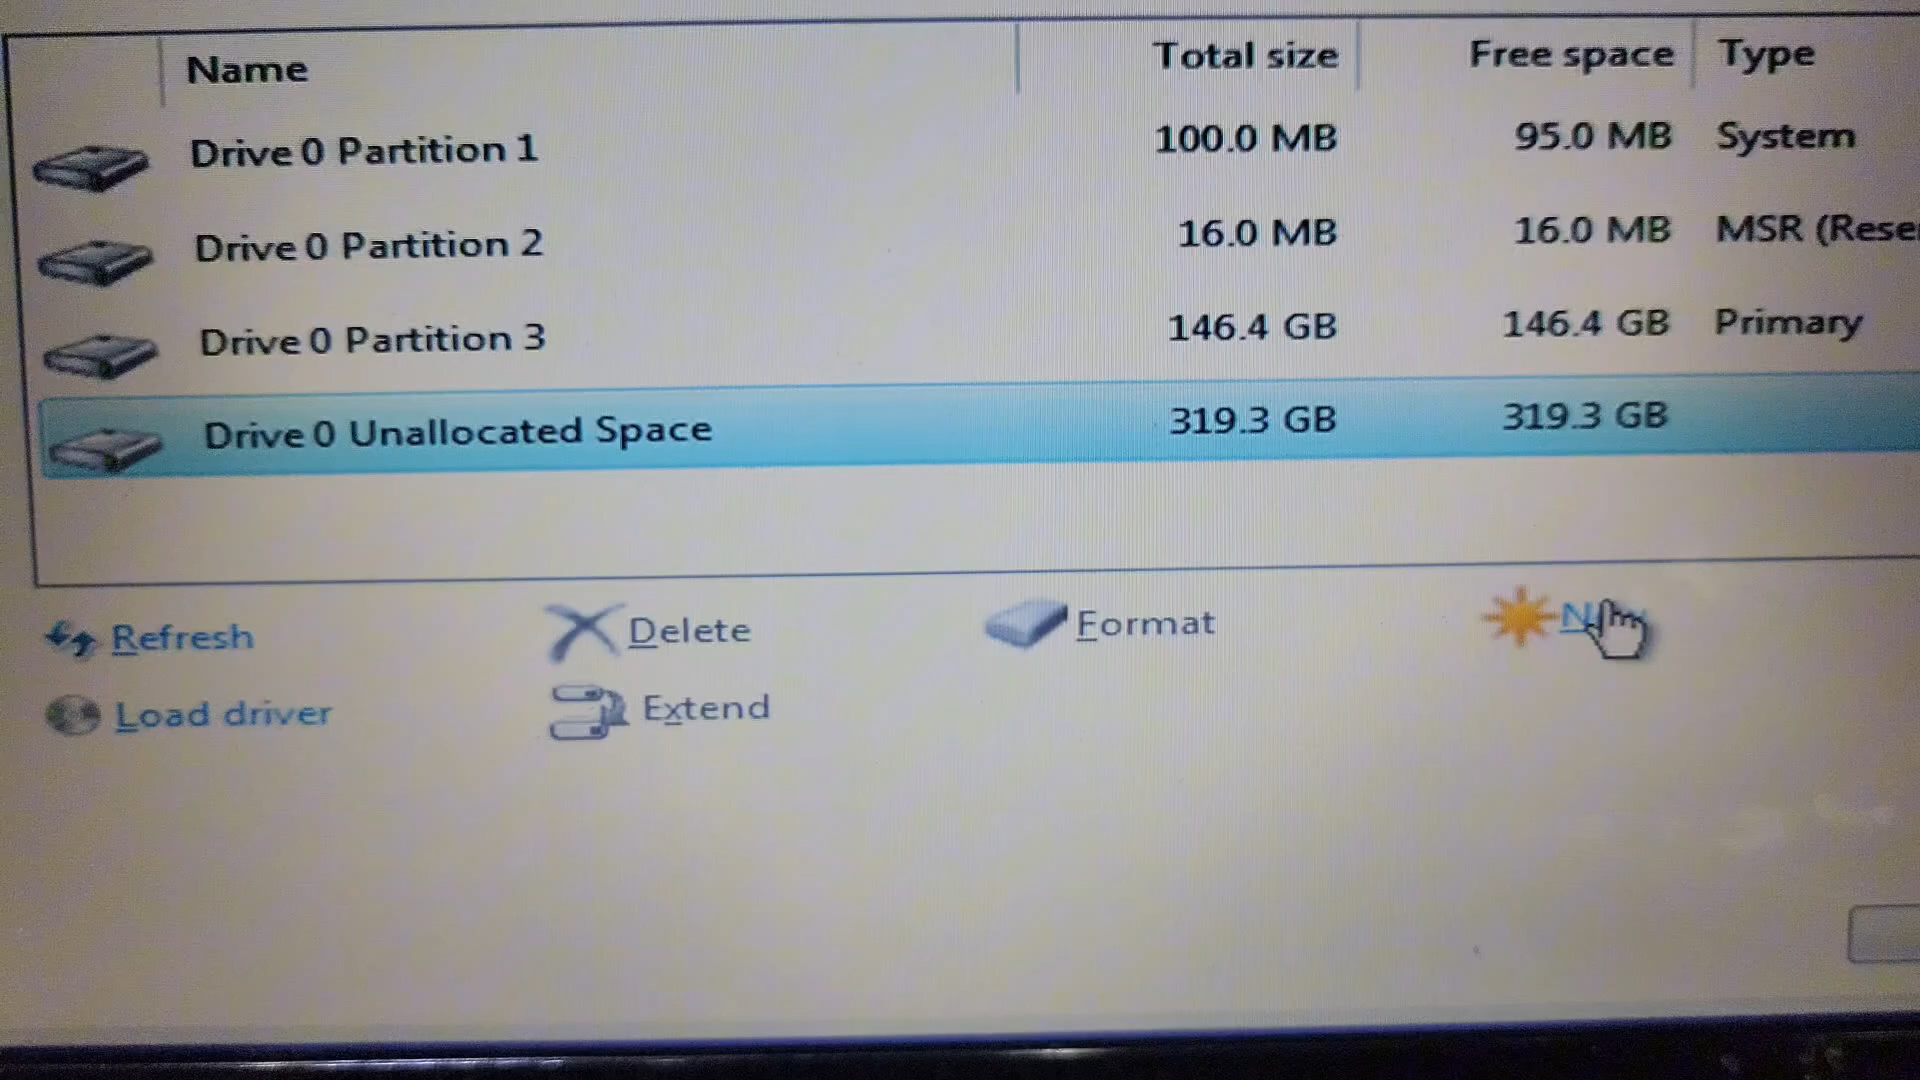 Name Total size Free space Type
Drive 0 Partition 1 100.0 MB 95.0 MB System
Drive 0 Partition 2 16.0 MB 16.0 MB MSR
Drive 0 Partition 3 146.4 GB 146.4 GB Primary
Drive 0 Unallocated Space 319.3 GB 319.3 GB
Refresh Delete Format
Load driver Extend